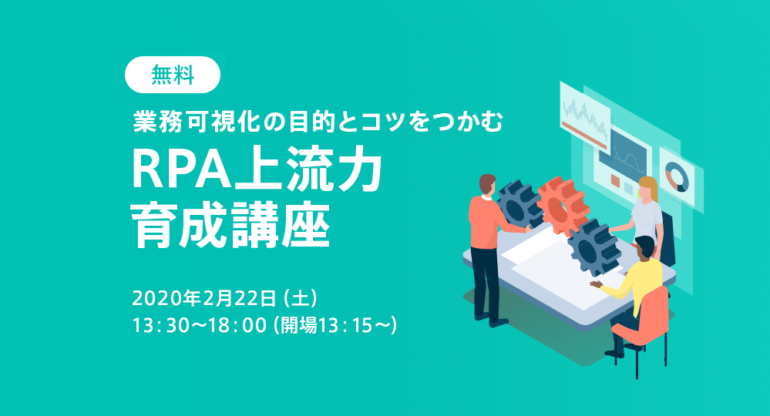 無料
業務可視化の目的とコツをつかむ
RPA上流力
育成講座
2020年2月22日（土）
13：30〜18：00（開場13：15〜）